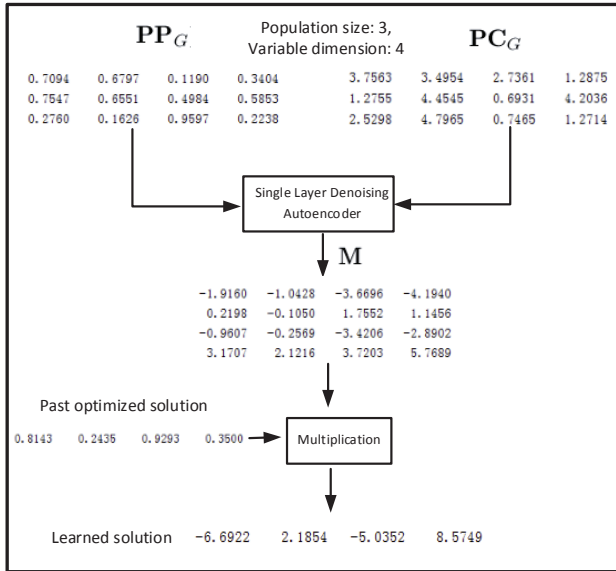 PP_G
Population size: 3,
Variable dimension: 4
PC_G
0.7094 0.6797 0.1190 0.3404
0.7547 0.6551 0.4984 0.5853
0.2760 0.1626 0.9597 0.2238
3.7563 3.4954 2.7361 1.2875
1.2755 4.4545 0.6931 4.2036
2.5298 4.7965 0.7465 1.2714
Single Layer Denoising
Autoencoder
M
-1.9160 -1.0428 -3.6696 -4.1940
0.2198 -0.1050 1.7552 1.1456
-0.9607 -0.2569 -3.4206 -2.8902
3.1707 2.1216 3.7203 5.7689
Past optimized solution
0.8143 0.2435 0.9293 0.3500
Multiplication
Learned solution -6.6922 2.1854 -5.0352 8.5749